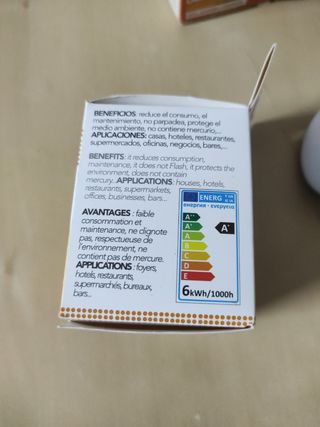 BENEFICIOS: reduce el consumo, el
mantenimiento, no parpadea, protege el
medio ambiente, no contiene mercurio,...
APLICACIONES: casas, hoteles, restaurantes,
supermercados, oficinas, negocios, bares,...
BENEFITS: it reduces consumption,
maintenance, it does not Flash, it protects the
environment, does not contain
mercury...APPLICATIONS: houses, hotels,
restaurants, supermarkets,
offices, businesses, bars...
AVANTAGES: faible
consommation et
maintenance, ne clignote
pas, respectueuse de
l'environnement, ne
contient pas de mercure.
APPLICATIONS: foyers,
hotels, restaurants,
supermarchés, bureaux,
bars...
ENERG
енергия · ενεργεια
A++
A+
A
B
C
D
E
A+
6kWh/1000h